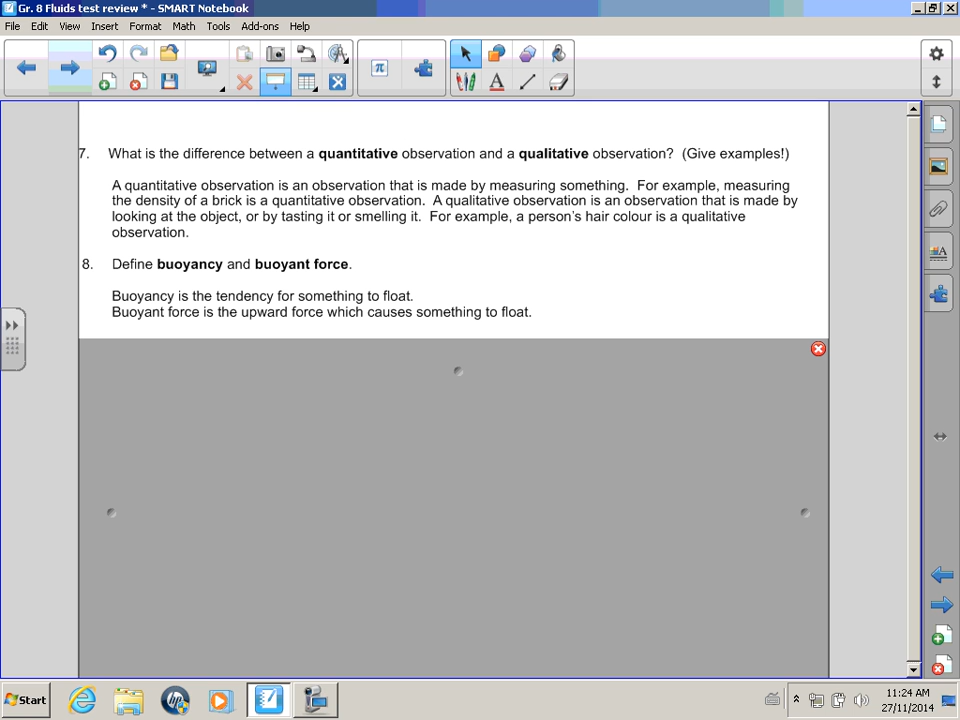 Gr. 8 Fluids test review * - SMART Notebook
File Edit View Insert Format Math Tools Add-ons Help
7. What is the difference between a quantitative observation and a qualitative observation? (Give examples!)
A quantitative observation is an observation that is made by measuring something. For example, measuring
the density of a brick is a quantitative observation. A qualitative observation is an observation that is made by
looking at the object, or by tasting it or smelling it. For example, a person's hair colour is a qualitative
observation.
8. Define buoyancy and buoyant force.
Buoyancy is the tendency for something to float.
Buoyant force is the upward force which causes something to float.
Start
11:24 AM
27/11/2014